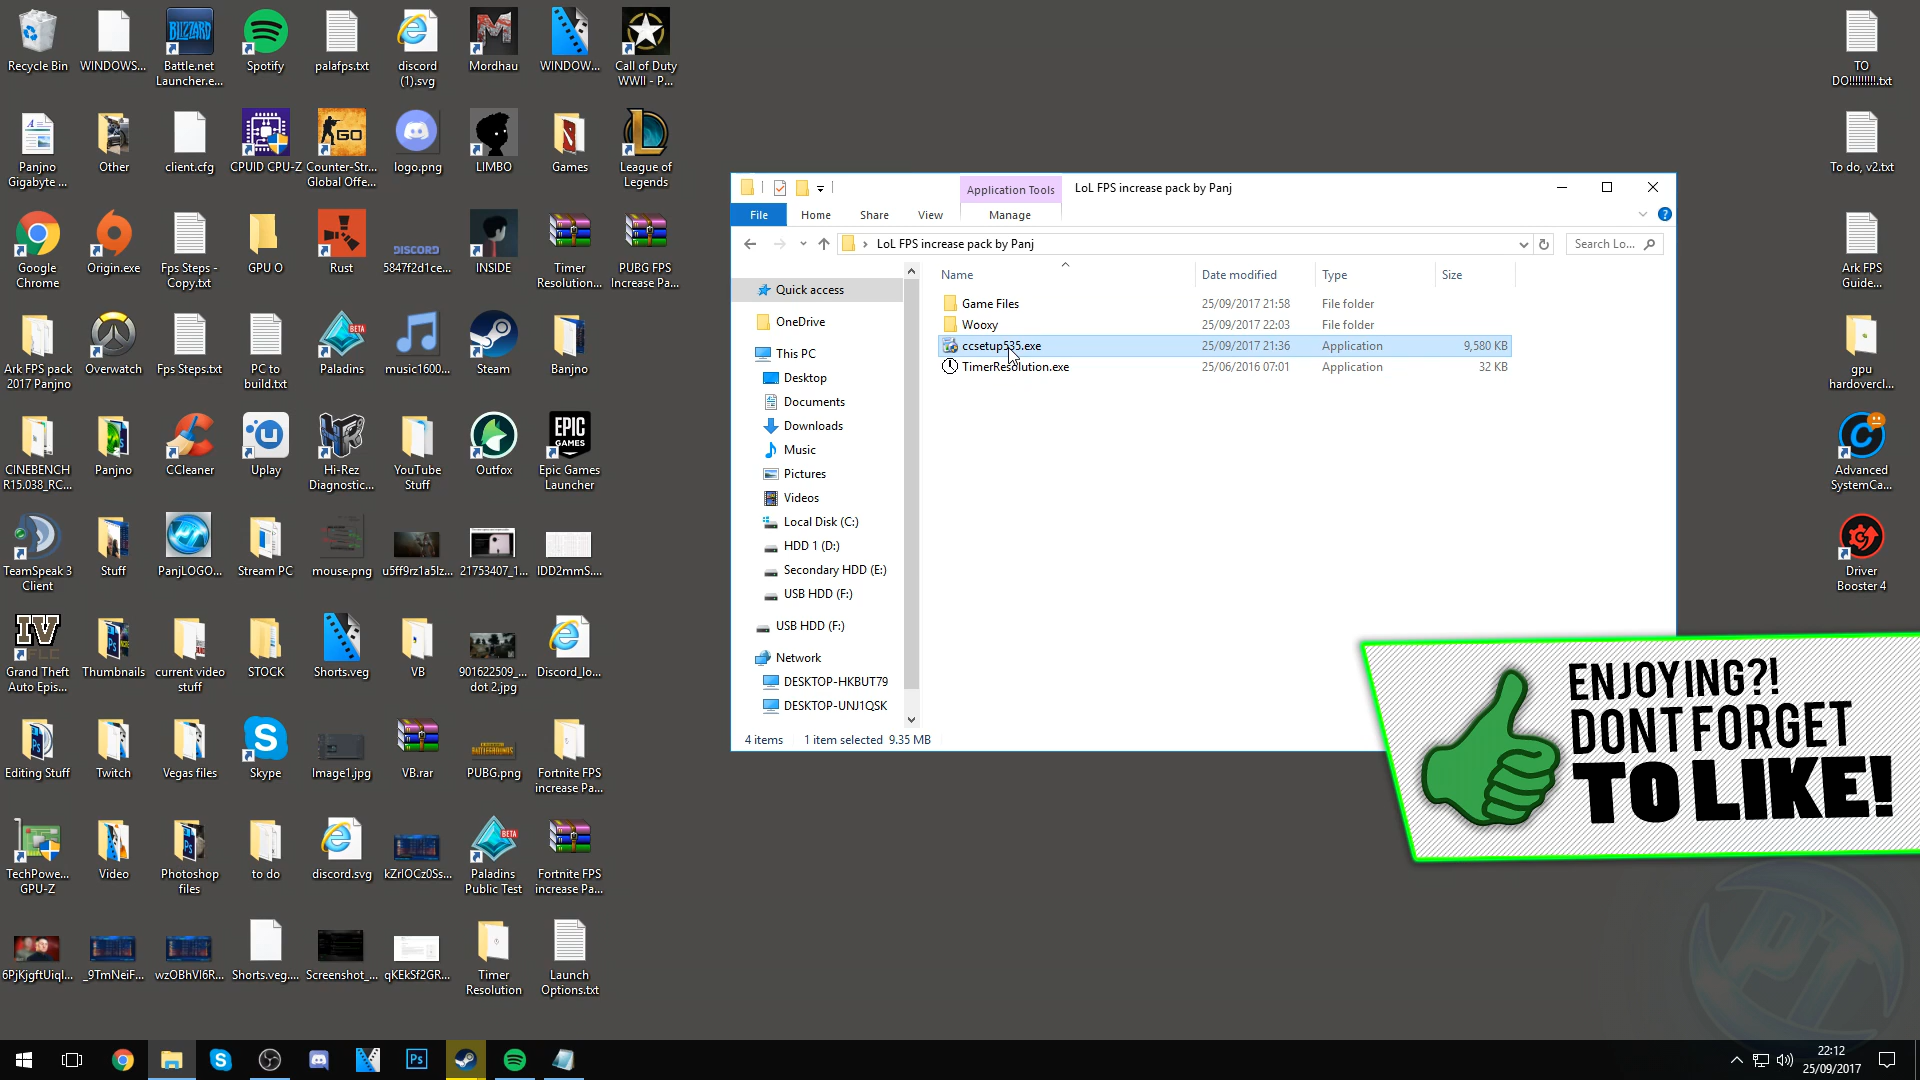 Recycle Bin
WINDOWS...
Battle.net
Launcher.e...
Spotify
palafps.txt
discord
(1).svg
Mordhau
WINDOW...
Call of Duty
WWII - P...
TO
DO!!!!!!!!!.txt
Panjno
Gigabyte ...
Other
client.cfg
CPUID CPU-Z
Counter-Str...
Global Offe...
logo.png
LIMBO
Games
League of
Legends
To do, v2.txt
Google
Chrome
Origin.exe
Fps Steps -
Copy.txt
GPU O
Rust
5847f2d1ce...
INSIDE
Timer
Resolution...
PUBG FPS
Increase Pa...
Ark FPS
Guide...
Ark FPS pack
2017 Panjno
Overwatch
Fps Steps.txt
PC to
build.txt
Paladins
music1600...
Steam
Banjno
gpu
hardovercl...
CINEBENCH
R15.038_RC...
Panjno
CCleaner
Uplay
Hi-Rez
Diagnostic...
YouTube
Stuff
Outfox
Epic Games
Launcher
Advanced
SystemCa...
TeamSpeak 3
Client
Stuff
PanjLOGO...
Stream PC
mouse.png
u5ff9rz1a5lz...
21753407_1...
IDD2mmS....
Driver
Booster 4
Grand Theft
Auto Epis...
Thumbnails
current video
stuff
STOCK
Shorts.veg
VB
901622509_...
dot 2.jpg
Discord_lo...
Editing Stuff
Twitch
Vegas files
Skype
Image1.jpg
VB.rar
PUBG.png
Fortnite FPS
increase Pa...
TechPowe...
GPU-Z
Video
Photoshop
files
to do
discord.svg
kZrIOCz0Ss...
Paladins
Public Test
Fortnite FPS
increase Pa...
6PjKjgftUiqI...
_9TmNeiF...
wzOBhVI6R...
Shorts.veg....
Screenshot_...
qKEkSf2GR...
Timer
Resolution
Launch
Options.txt
Application Tools
LoL FPS increase pack by Panj
File
Home
Share
View
Manage
LoL FPS increase pack by Panj
Search Lo...
Name
Date modified
Type
Size
Game Files 25/09/2017 21:58 File folder
Wooxy 25/09/2017 22:03 File folder
ccsetup535.exe 25/09/2017 21:36 Application 9,580 KB
TimerResolution.exe 25/06/2016 07:01 Application 32 KB
Quick access
OneDrive
This PC
Desktop
Documents
Downloads
Music
Pictures
Videos
Local Disk (C:)
HDD 1 (D:)
Secondary HDD (E:)
USB HDD (F:)
USB HDD (F:)
Network
DESKTOP-HKBUT79
DESKTOP-UNJ1QSK
4 items 1 item selected 9.35 MB
ENJOYING?!
DONT FORGET
TO LIKE!
22:12
25/09/2017